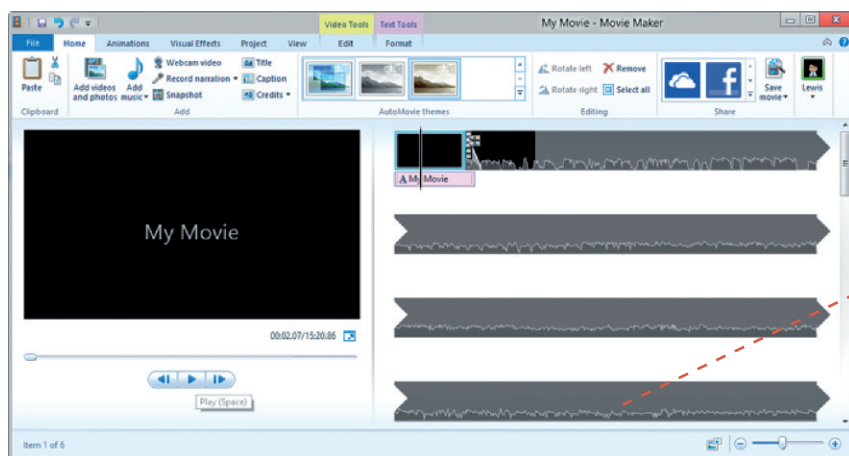 Video Tools Text Tools My Movie - Movie Maker
File Home Animations Visual Effects Project View Edit Format
Paste
Clipboard
Add videos and photos
Add music
Webcam video
Record narration
Snapshot
Title
Caption
Credits
Add
AutoMovie themes
Rotate left
Rotate right
Remove
Select all
Editing
Save movie
Share
Lewis
My Movie
00:02.07/15:20.86
Play (Space)
A My Movie
Item 1 of 6